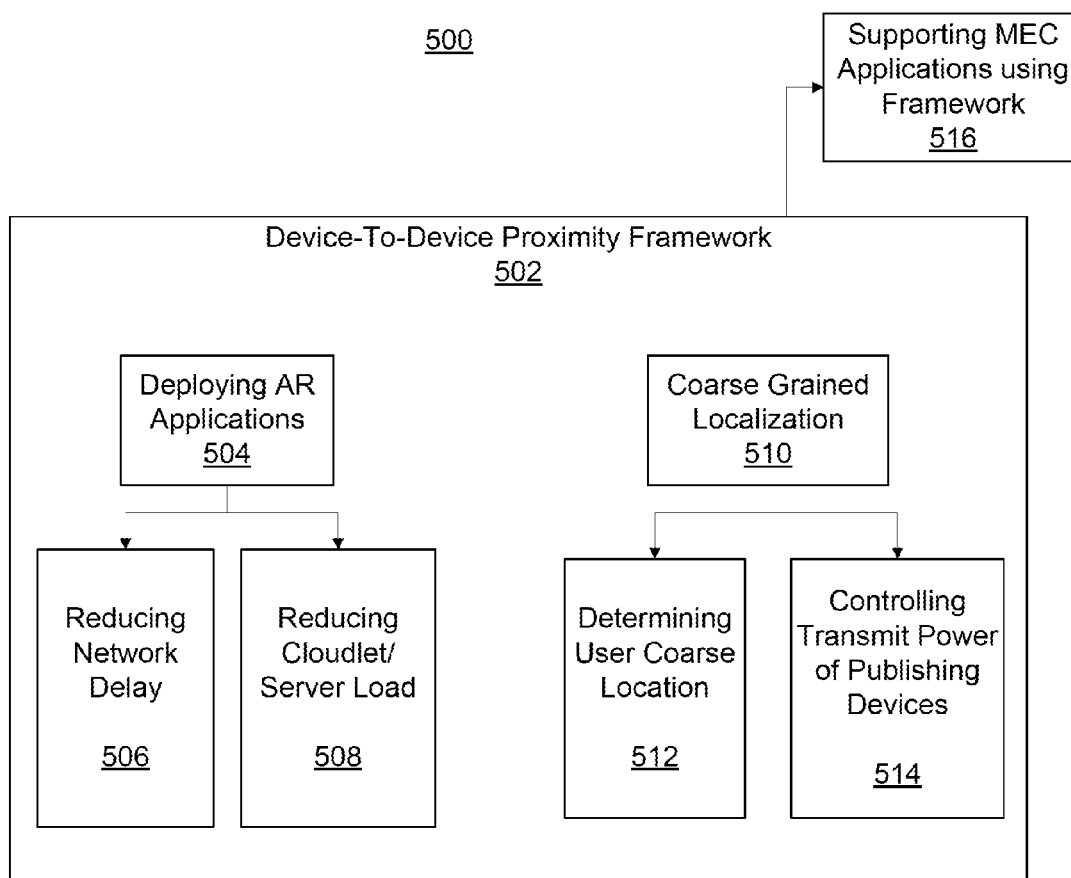 500
Supporting MEC
Applications using
Framework
516
Device-To-Device Proximity Framework
502
Deploying AR
Applications
504
Coarse Grained
Localization
510
Reducing
Network
Delay
506
Reducing
Cloudlet/
Server Load
508
Determining
User Coarse
Location
512
Controlling
Transmit Power
of Publishing
Devices
514